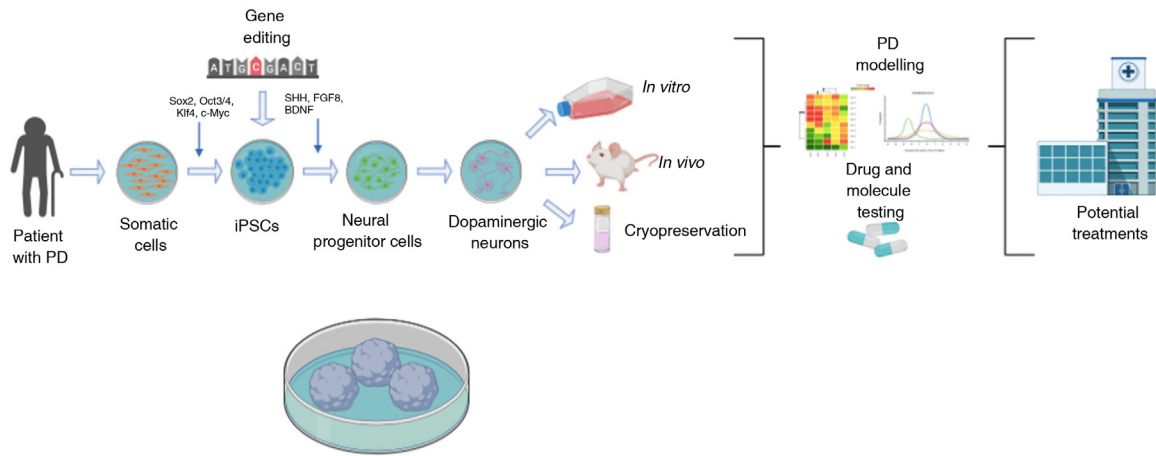 Gene
editing
ATGCGACT
Sox2, Oct3/4,
Klf4, c-Myc
SHH, FGF8,
BDNF
Patient
with PD
Somatic
cells
iPSCs
Neural
progenitor cells
Dopaminergic
neurons
In vitro
In vivo
Cryopreservation
PD
modelling
Drug and
molecule
testing
Potential
treatments